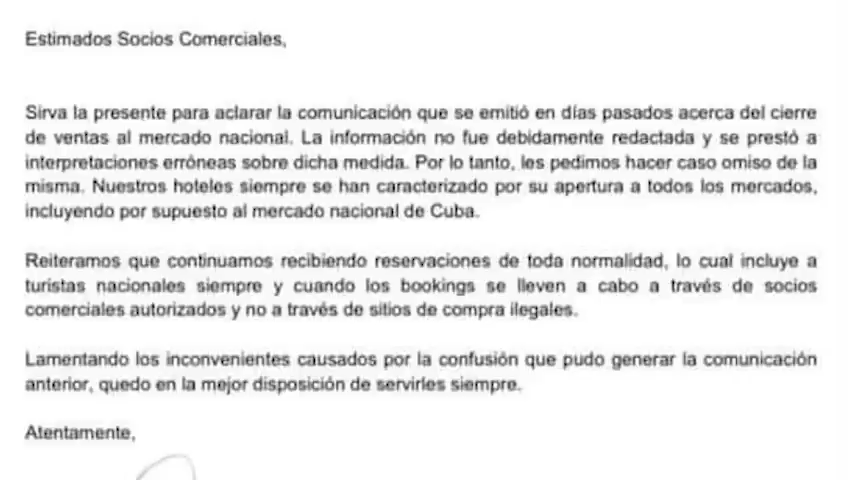 Estimados Socios Comerciales,
Sirva la presente para aclarar la comunicación que se emitió en días pasados acerca del cierre
de ventas al mercado nacional. La información no fue debidamente redactada y se prestó a
interpretaciones erróneas sobre dicha medida. Por lo tanto, les pedimos hacer caso omiso de la
misma. Nuestros hoteles siempre se han caracterizado por su apertura a todos los mercados,
incluyendo por supuesto al mercado nacional de Cuba.
Reiteramos que continuamos recibiendo reservaciones de toda normalidad, lo cual incluye a
turistas nacionales siempre y cuando los bookings se lleven a cabo a través de socios
comerciales autorizados y no a través de sitios de compra ilegales.
Lamentando los inconvenientes causados por la confusión que pudo generar la comunicación
anterior, quedo en la mejor disposición de servirles siempre.
Atentamente,